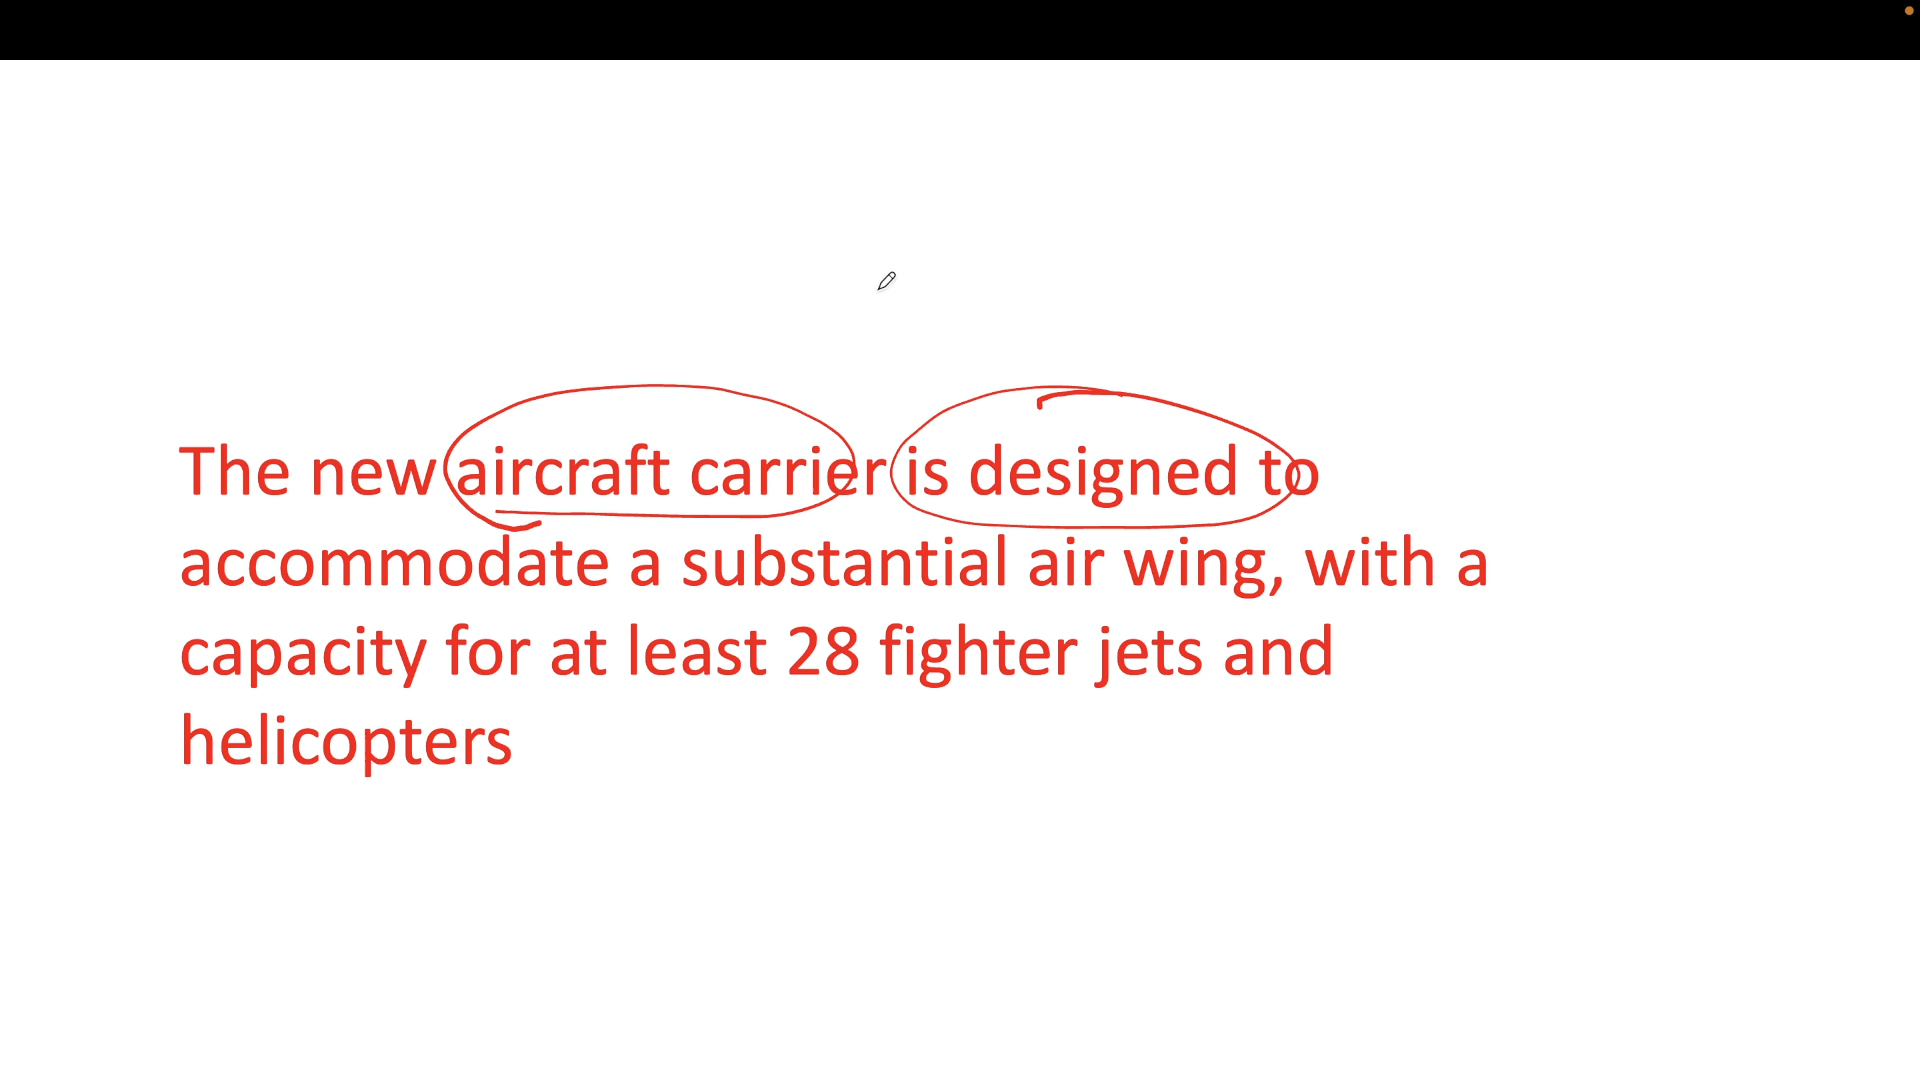 The new aircraft carrier is designed to
accommodate a substantial air wing, with a
capacity for at least 28 fighter jets and
helicopters